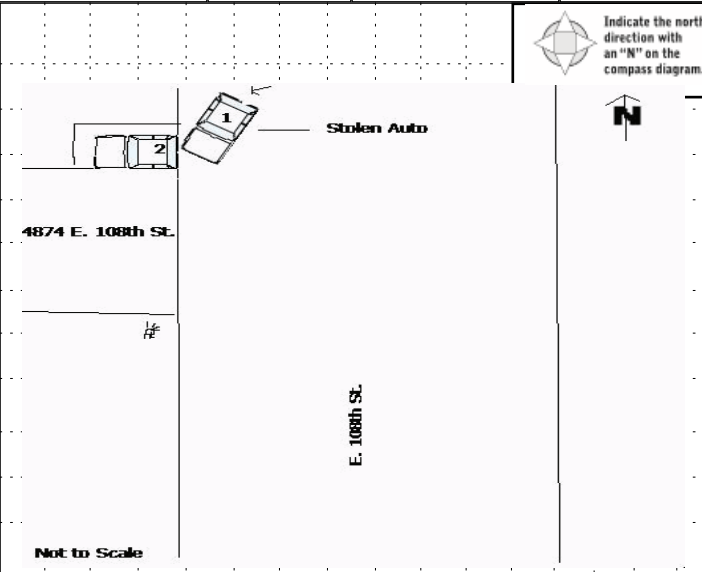 Indicate the north
direction with
an "N" on the
compass diagram.
N
1
Stolen Auto
2
4874 E. 108th St.
E. 108th St.
Not to Scale